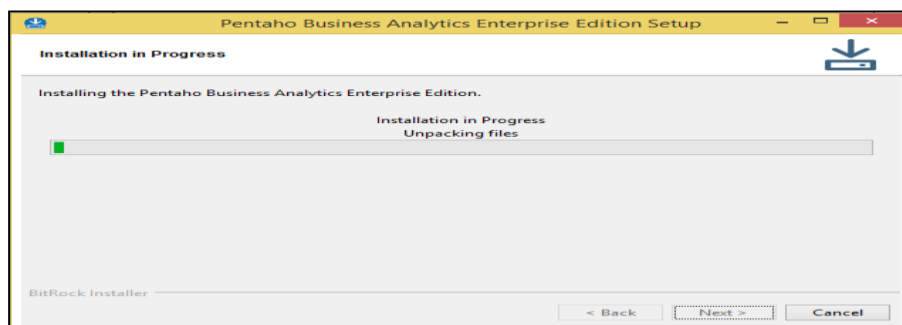 Pentaho Business Analytics Enterprise Edition Setup
Installation in Progress
Installing the Pentaho Business Analytics Enterprise Edition.
Installation in Progress
Unpacking files
BitRock Installer
< Back Next > Cancel